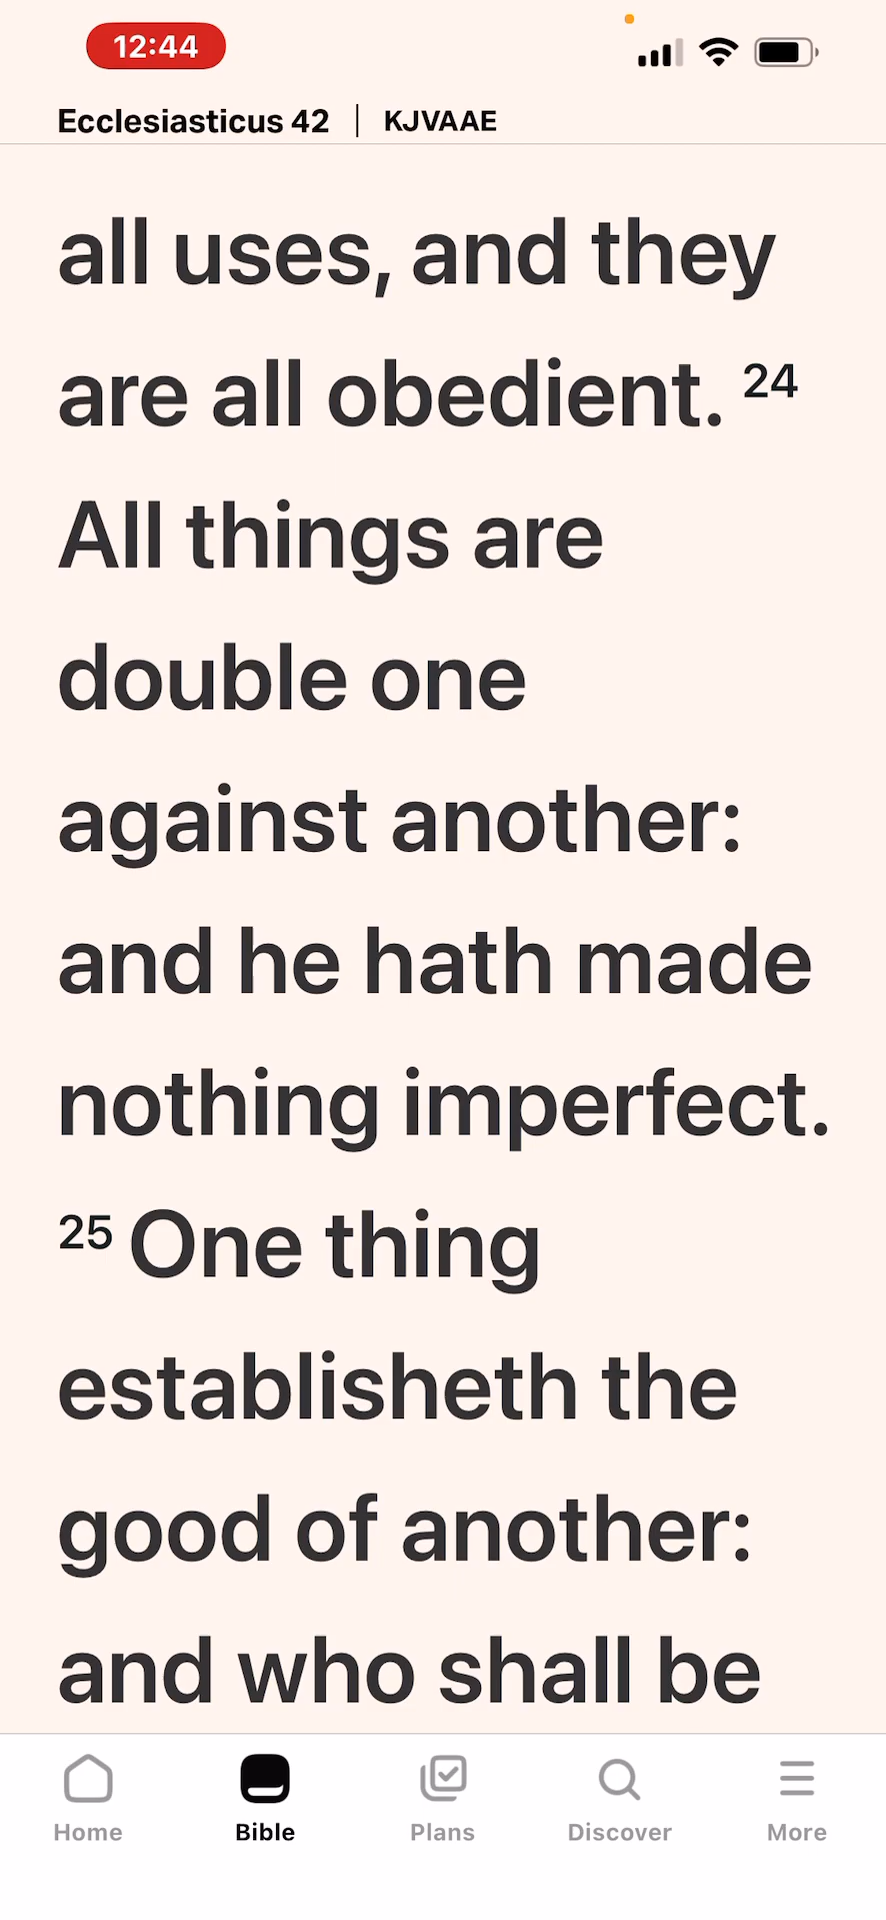 12:44
Ecclesiasticus 42 | KJVAAE
all uses, and they
are all obedient. 24
All things are
double one
against another:
and he hath made
nothing imperfect.
25 One thing
establisheth the
good of another:
and who shall be
Home Bible Plans Discover More